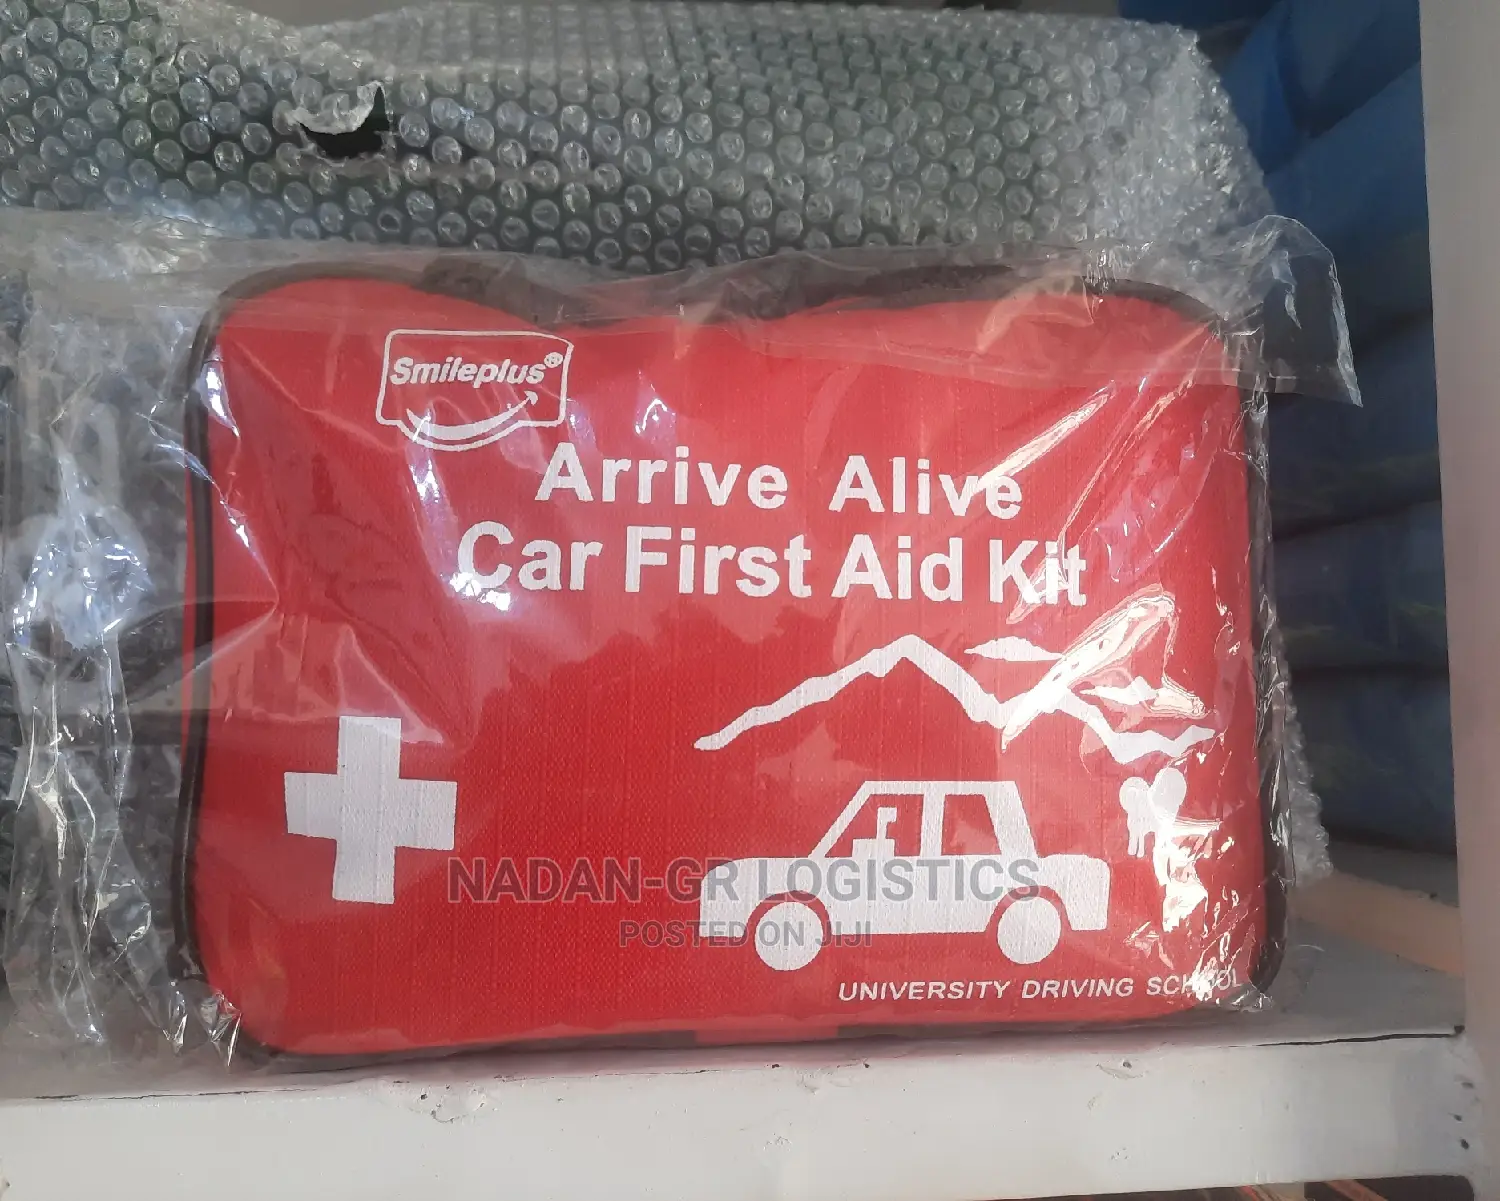 Smileplus®
Arrive Alive
Car First Aid Kit
NADAN-GR LOGISTICS
POSTED ON JIJI
UNIVERSITY DRIVING SCHOOL